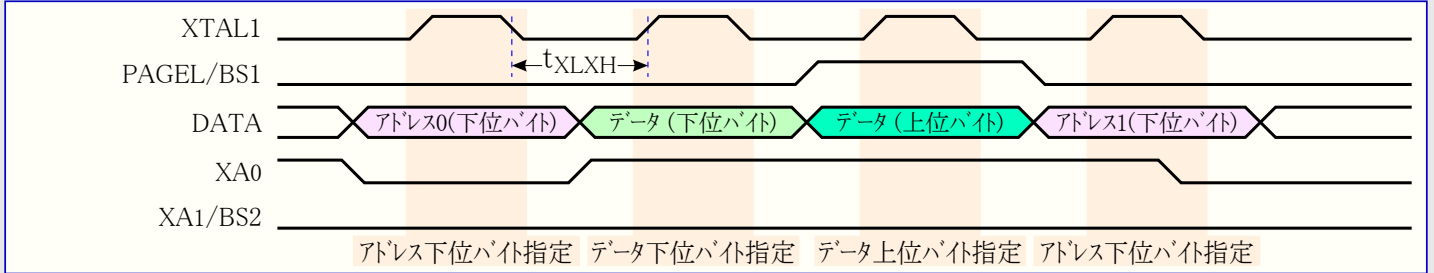 XTAL1
tXLXH
PAGEL/BS1
DATA
アドレス0(下位バイト)
データ (下位バイト)
データ (上位バイト)
アドレス1(下位バイト)
XA0
XA1/BS2
アドレス下位バイト指定
データ下位バイト指定
データ上位バイト指定
アドレス下位バイト指定